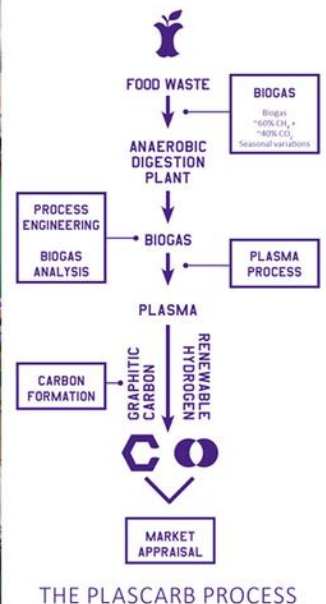 FOOD WASTE
BIOGAS
Biogas
~60% CH₄ +
~40% CO₂
Seasonal variations
ANAEROBIC
DIGESTION
PLANT
PROCESS
ENGINEERING
BIOGAS
ANALYSIS
BIOGAS
PLASMA
PROCESS
PLASMA
CARBON
FORMATION
GRAPHITIC
CARBON
RENEWABLE
HYDROGEN
MARKET
APPRAISAL
THE PLASCARB PROCESS